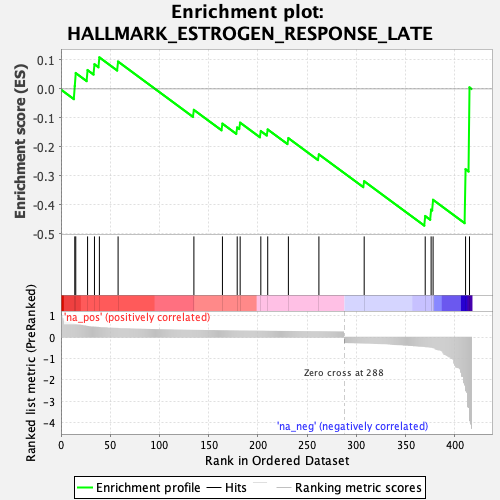 Enrichment plot:
HALLMARK_ESTROGEN_RESPONSE_LATE
Enrichment score (ES)
0.1
0.0
-0.1
-0.2
-0.3
-0.4
-0.5
Ranked list metric (PreRanked)
1
0
-1
-2
-3
-4
'na_pos' (positively correlated)
Zero cross at 288
'na_neg' (negatively correlated)
0 50 100 150 200 250 300 350 400
Rank in Ordered Dataset
Enrichment profile Hits Ranking metric scores